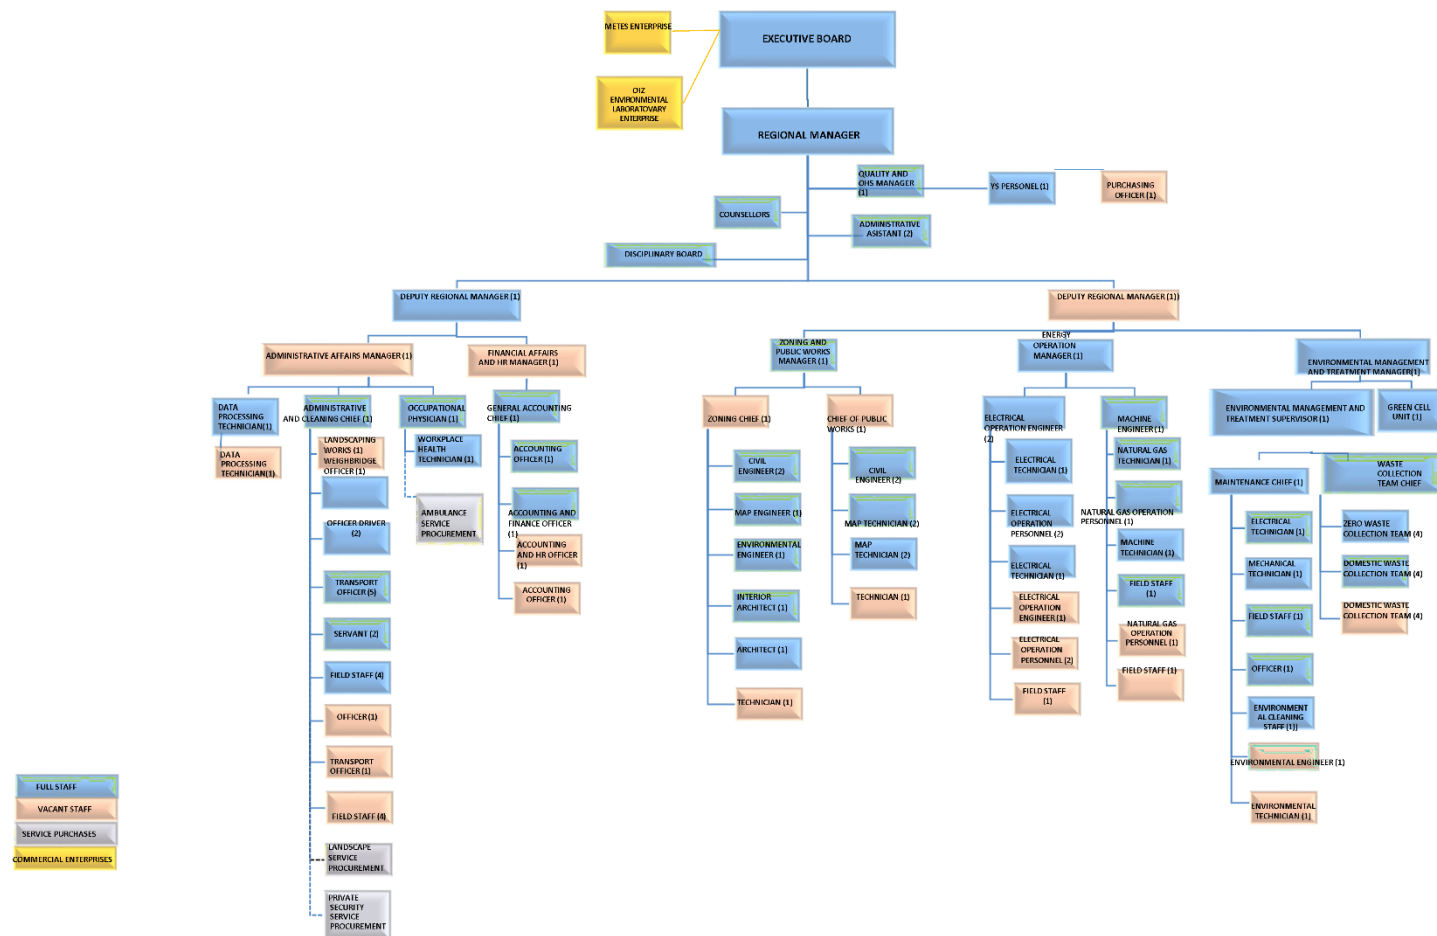 METES ENTERPRISE
EXECUTIVE BOARD
OIZ
ENVIRONMENTAL
LABORATOVARY
ENTERPRISE
REGIONAL MANAGER
QUALITY AND
OHS MANAGER
(1)
YS PERSONEL (1)
PURCHASING
OFFICER (1)
COUNSELLORS
ADMINISTRATIVE
ASISTANT (2)
DISCIPLINARY BOARD
DEPUTY REGIONAL MANAGER (1)
DEPUTY REGIONAL MANAGER (1))
ADMINISTRATIVE AFFAIRS MANAGER (1)
FINANCIAL AFFAIRS
AND HR MANAGER (1)
ZONING AND
PUBLIC WORKS
MANAGER (1)
ENERGY
OPERATION
MANAGER (1)
ENVIRONMENTAL MANAGEMENT
AND TREATMENT MANAGER(1)
DATA
PROCESSING
TECHNICIAN(1)
ADMINISTRATIVE
AND CLEANING CHIEF (1)
OCCUPATIONAL
PHYSICIAN (1)
GENERAL ACCOUNTING
CHIEF (1)
ZONING CHIEF (1)
CHIEF OF PUBLIC
WORKS (1)
ELECTRICAL
OPERATION ENGINEER
(2)
MACHINE
ENGINEER (1)
ENVIRONMENTAL MANAGEMENT AND
TREATMENT SUPERVISOR (1)
GREEN CELL
UNIT (1)
DATA
PROCESSING
TECHNICIAN(1)
LANDSCAPING
WORKS (1)
WEIGHBRIDGE
OFFICER (1)
OFFICER DRIVER
(2)
TRANSPORT
OFFICER (5)
SERVANT (2)
FIELD STAFF (4)
OFFICER (1)
TRANSPORT
OFFICER (1)
FIELD STAFF (4)
LANDSCAPE
SERVICE
PROCUREMENT
PRIVATE
SECURITY
SERVICE
PROCUREMENT
WORKPLACE
HEALTH
TECHNICIAN (1)
AMBULANCE
SERVICE
PROCUREMENT
ACCOUNTING
OFFICER (1)
ACCOUNTING AND
FINANCE OFFICER
(1)
ACCOUNTING
AND HR OFFICER
(1)
ACCOUNTING
OFFICER (1)
CIVIL
ENGINEER (2)
MAP ENGINEER (1)
ENVIRONMENTAL
ENGINEER (1)
INTERIOR
ARCHITECT (1)
ARCHITECT (1)
TECHNICIAN (1)
CIVIL
ENGINEER (2)
MAP TECHNICIAN (2)
MAP
TECHNICIAN (2)
TECHNICIAN (1)
ELECTRICAL
TECHNICIAN (1)
ELECTRICAL
OPERATION
PERSONNEL (2)
ELECTRICAL
TECHNICIAN (1)
ELECTRICAL
OPERATION
ENGINEER (1)
ELECTRICAL
OPERATION
PERSONNEL (2)
FIELD STAFF
(1)
NATURAL GAS
TECHNICIAN (1)
NATURAL GAS OPERATION
PERSONNEL (1)
MACHINE
TECHNICIAN (1)
FIELD STAFF
(1)
NATURAL GAS
OPERATION
PERSONNEL (1)
FIELD STAFF (1)
MAINTENANCE CHIEF (1)
WASTE
COLLECTION
TEAM CHIEF
ELECTRICAL
TECHNICIAN (1)
MECHANICAL
TECHNICIAN (1)
FIELD STAFF (1)
OFFICER (1)
ENVIRONMENT
AL CLEANING
STAFF (1))
ENVIRONMENTAL ENGINEER (1)
ENVIRONMENTAL
TECHNICIAN (1)
ZERO WASTE
COLLECTION TEAM (4)
DOMESTIC WASTE
COLLECTION TEAM (4)
DOMESTIC WASTE
COLLECTION TEAM (4)
FULL STAFF
VACANT STAFF
SERVICE PURCHASES
COMMERCIAL ENTERPRISES